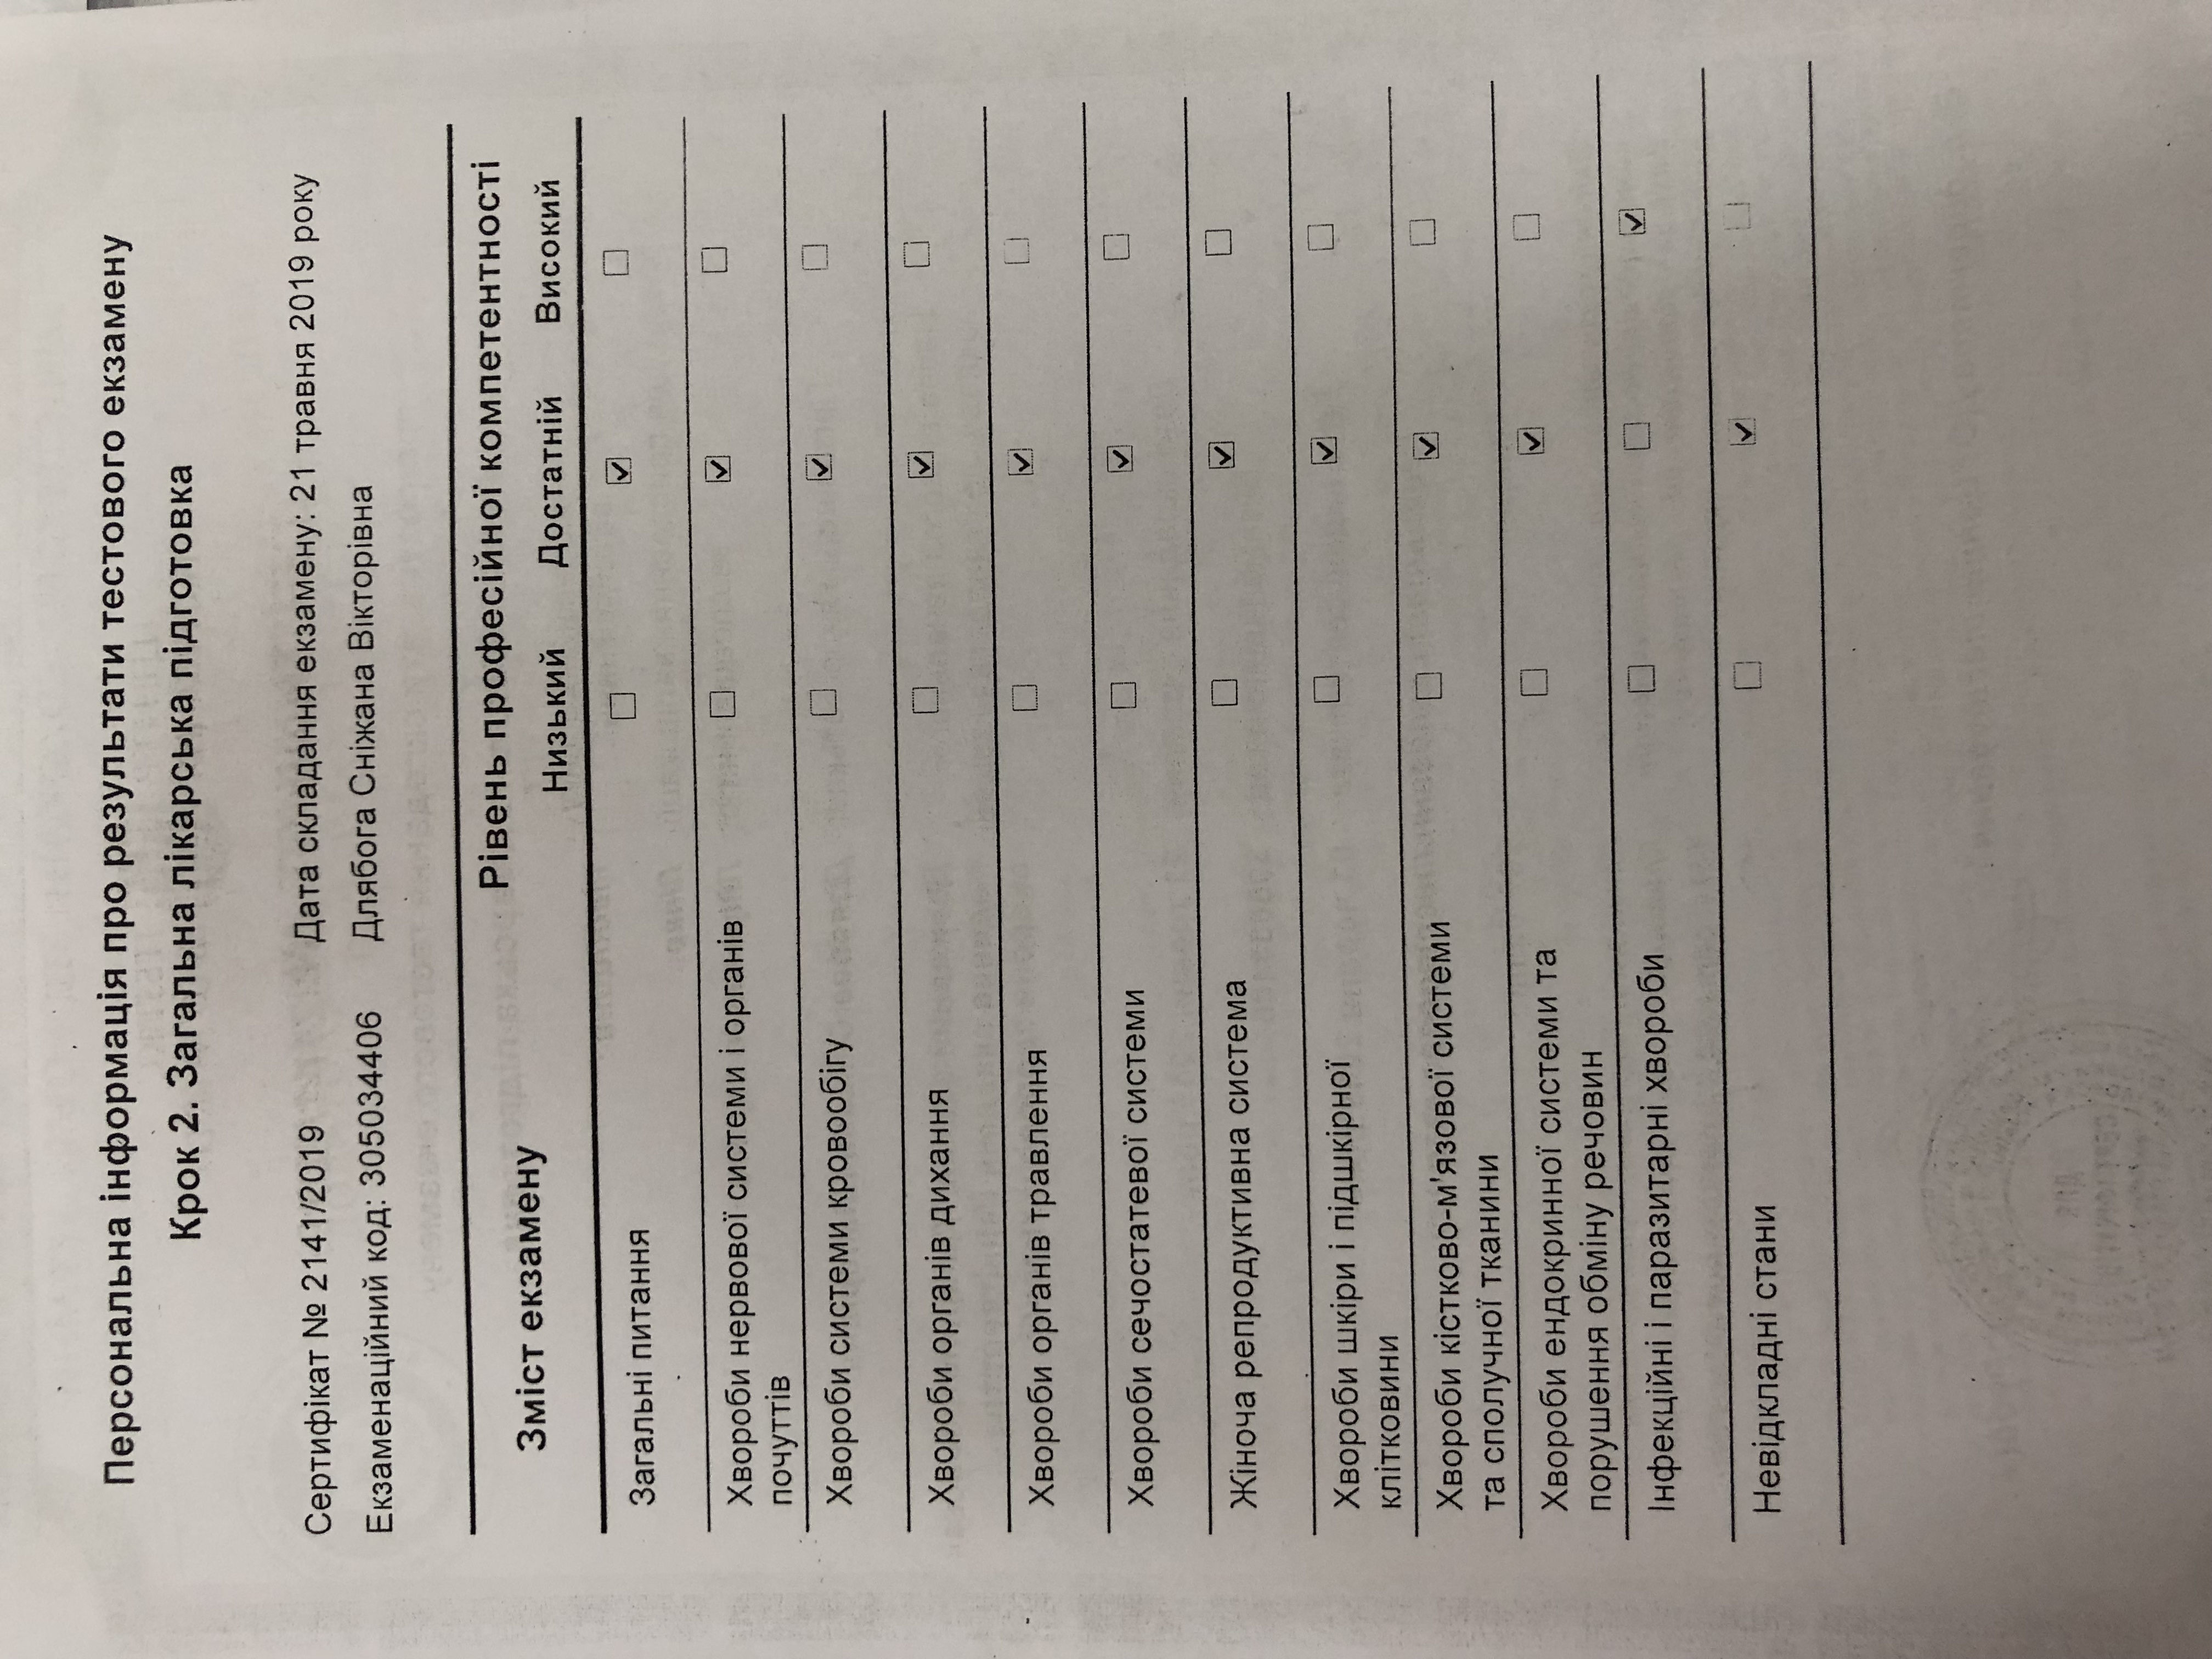 Персональна інформація про результати тестового екзамену
Крок 2. Загальна лікарська підготовка
Сертифікат № 2141/2019 Дата складання екзамену: 21 травня 2019 року
Екзаменаційний код: 305034406 Длябога Сніжана Вікторівна
Зміст екзамену Рівень професійної компетентності
Низький Достатній Високий
Загальні питання ☐ ☑ ☐
Хвороби нервової системи і органів ☐ ☑ ☐
почуттів
Хвороби системи кровообігу ☐ ☑ ☐
Хвороби органів дихання ☐ ☑ ☐
Хвороби органів травлення ☐ ☑ ☐
Хвороби сечостатевої системи ☐ ☑ ☐
Жіноча репродуктивна система ☐ ☑ ☐
Хвороби шкіри і підшкірної ☐ ☑ ☐
клітковини
Хвороби кістково-м'язової системи ☐ ☑ ☐
та сполучної тканини
Хвороби ендокринної системи та ☐ ☑ ☐
порушення обміну речовин
Інфекційні і паразитарні хвороби ☐ ☐ ☑
Невідкладні стани ☐ ☑ ☐